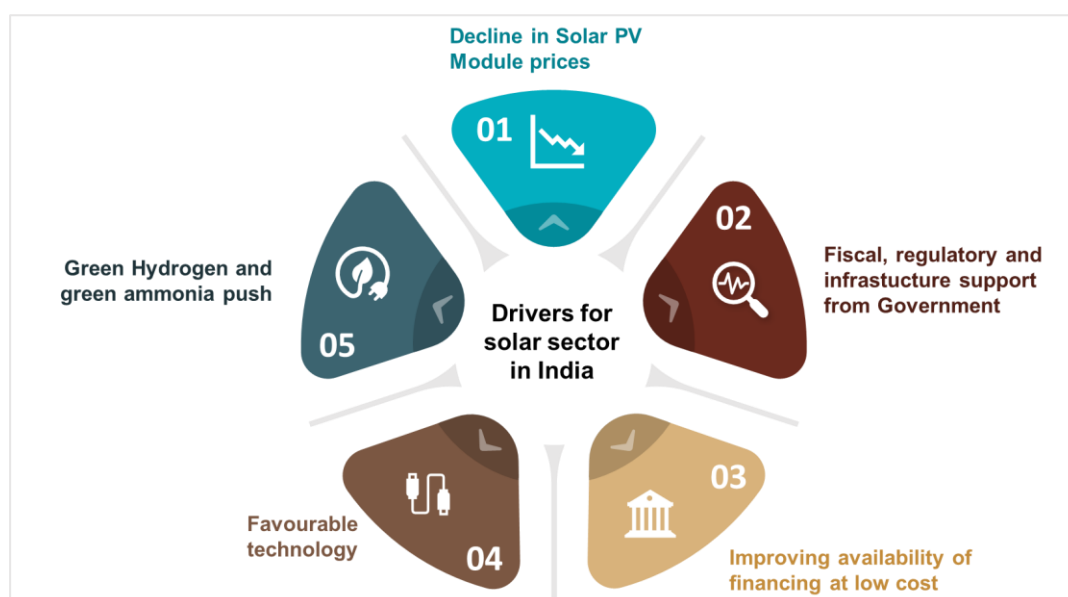 Decline in Solar PV
Module prices
01
02
Fiscal, regulatory and
infrastucture support
from Government
Green Hydrogen and
green ammonia push
05
Drivers for
solar sector
in India
03
Improving availability of
financing at low cost
Favourable
technology
04